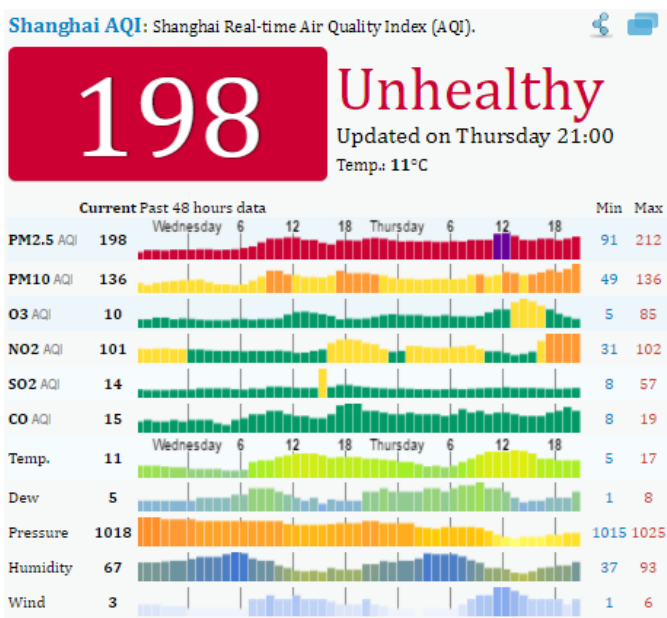 Shanghai AQI: Shanghai Real-time Air Quality Index (AQI).
198
Unhealthy
Updated on Thursday 21:00
Temp.: 11°C
Current Past 48 hours data Min Max
Wednesday 6 12 18 Thursday 6 12 18
PM2.5 AQI 198 91 212
PM10 AQI 136 49 136
O3 AQI 10 5 85
NO2 AQI 101 31 102
SO2 AQI 14 8 57
CO AQI 15 8 19
Wednesday 6 12 18 Thursday 6 12 18
Temp. 11 5 17
Dew 5 1 8
Pressure 1018 1015 1025
Humidity 67 37 93
Wind 3 1 6